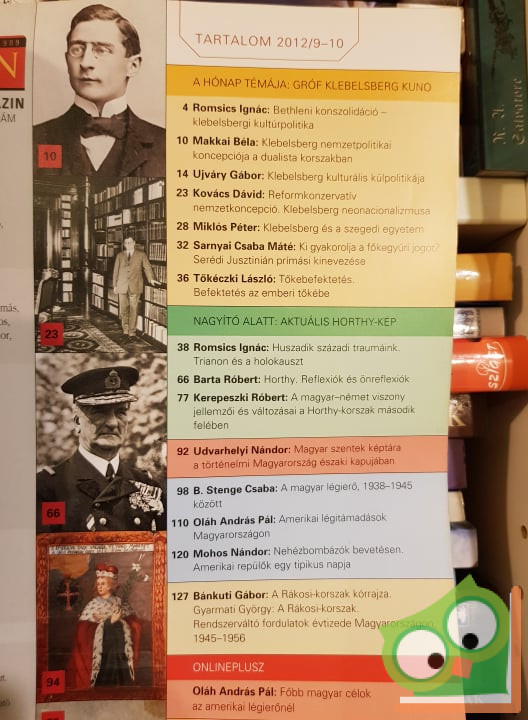 TARTALOM 2012/9–10
A HÓNAP TÉMÁJA: GRÓF KLEBELSBERG KUNO
4 Romsics Ignác: Bethleni konszolidáció –
klebelsbergi kultúrpolitika
10 Makkai Béla: Klebelsberg nemzetpolitikai
koncepciója a dualista korszakban
14 Ujváry Gábor: Klebelsberg kulturális külpolitikája
23 Kovács Dávid: Reformkonzervatív
nemzetkoncepció. Klebelsberg neonacionalizmusa
28 Miklós Péter: Klebelsberg és a szegedi egyetem
32 Sarnyai Csaba Máté: Ki gyakorolja a főkegyúri jogot?
Serédi Jusztinián prímási kinevezése
36 Tőkéczki László: Tőkebefektetés.
Befektetés az emberi tőkébe
NAGYÍTÓ ALATT: AKTUÁLIS HORTHY-KÉP
38 Romsics Ignác: Huszadik századi traumáink.
Trianon és a holokauszt
66 Barta Róbert: Horthy. Reflexiók és önreflexiók
77 Kerepeszki Róbert: A magyar–német viszony
jellemzői és változásai a Horthy-korszak második
felében
92 Udvarhelyi Nándor: Magyar szentek képtára
a történelmi Magyarország északi kapujában
98 B. Stenge Csaba: A magyar légierő, 1938–1945
között
110 Oláh András Pál: Amerikai légitámadások
Magyarországon
120 Mohos Nándor: Nehézbombázók bevetésen.
Amerikai repülők egy tipikus napja
127 Bánkuti Gábor: A Rákosi-korszak kórrajza.
Gyarmati György: A Rákosi-korszak.
Rendszerváltó fordulatok évtizede Magyarországon,
1945–1956
ONLINEPLUSZ
Oláh András Pál: Főbb magyar célok
az amerikai légierőnél
10
23
66
94
1989
N
ZIN
ÁM
más,
os,
or,